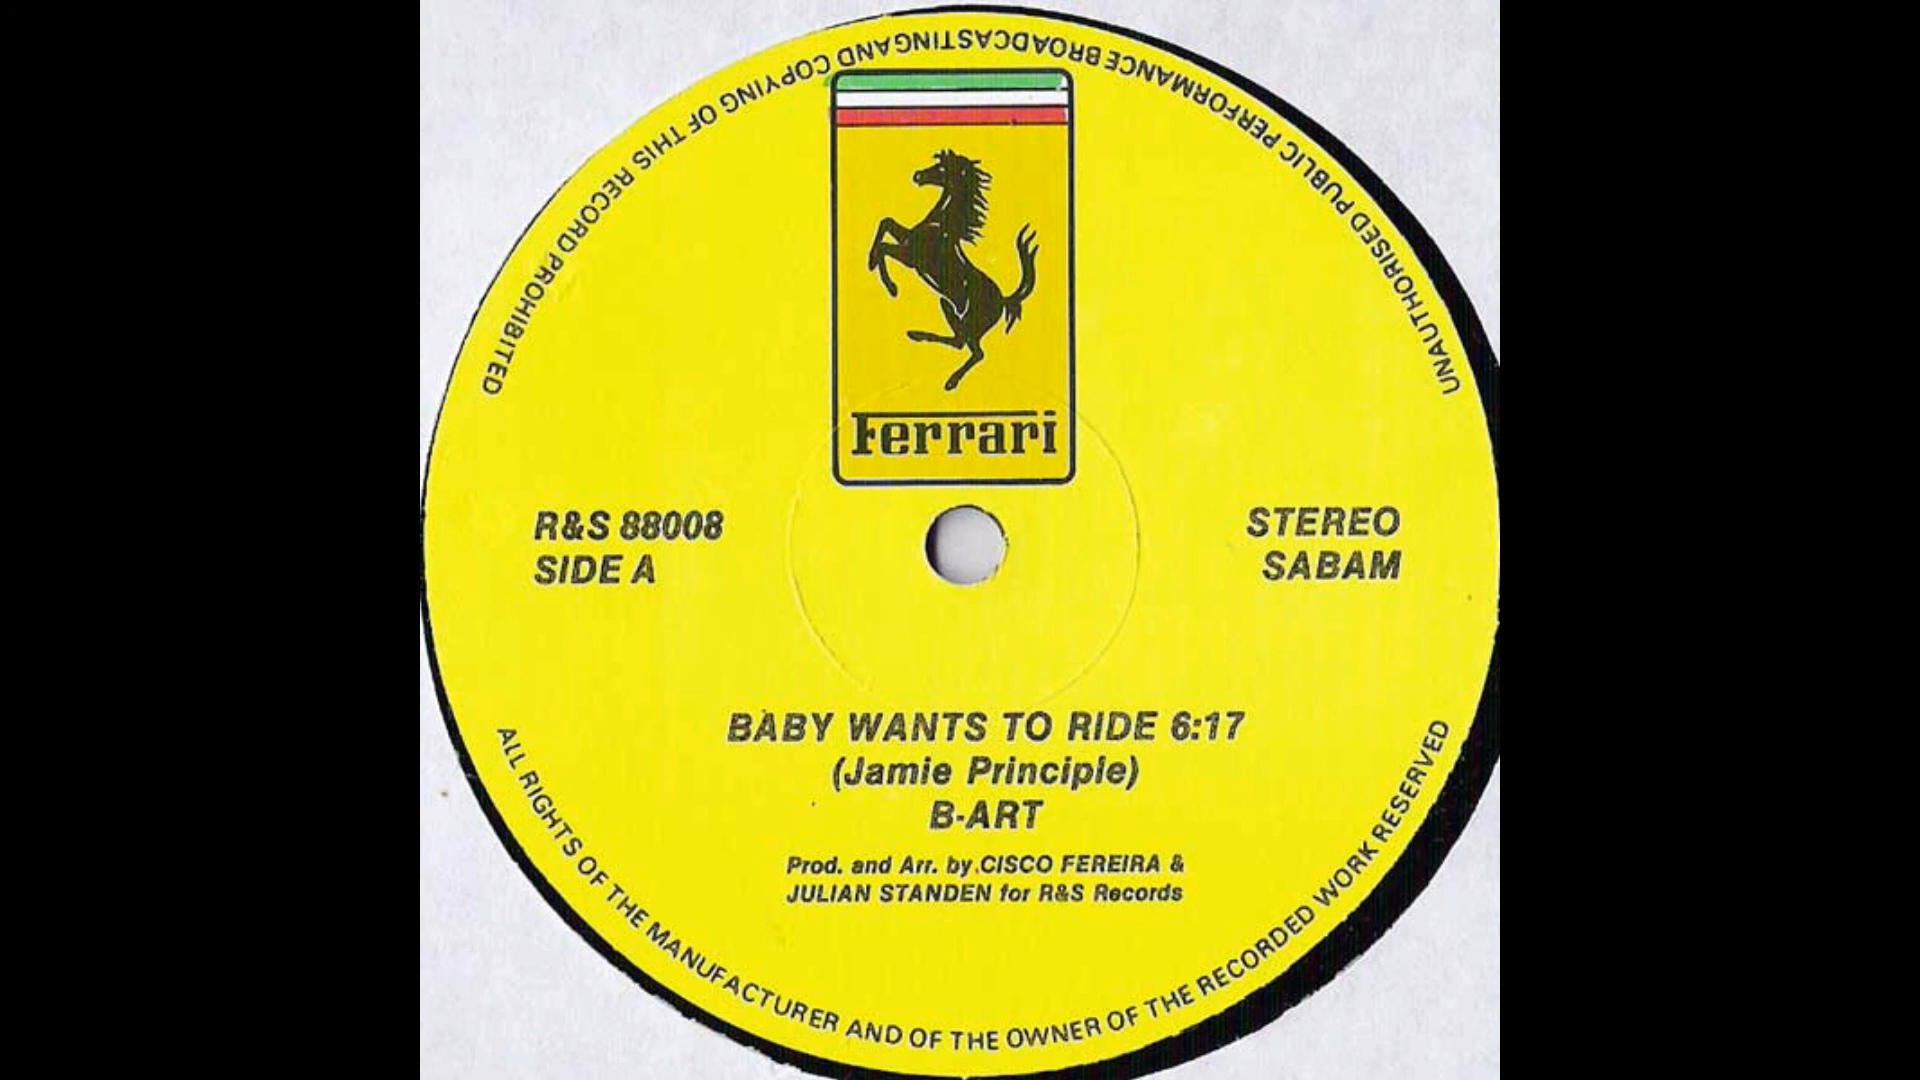 UNAUTHORISED PUBLIC PERFORMANCE BROADCASTING AND COPYING OF THIS RECORD PROHIBITED
Ferrari
R&S 88008
SIDE A
STEREO
SABAM
BABY WANTS TO RIDE 6:17
(Jamie Principle)
B-ART
Prod. and Arr. by CISCO FEREIRA &
JULIAN STANDEN for R&S Records
ALL RIGHTS OF THE MANUFACTURER AND OF THE OWNER OF THE RECORDED WORK RESERVED